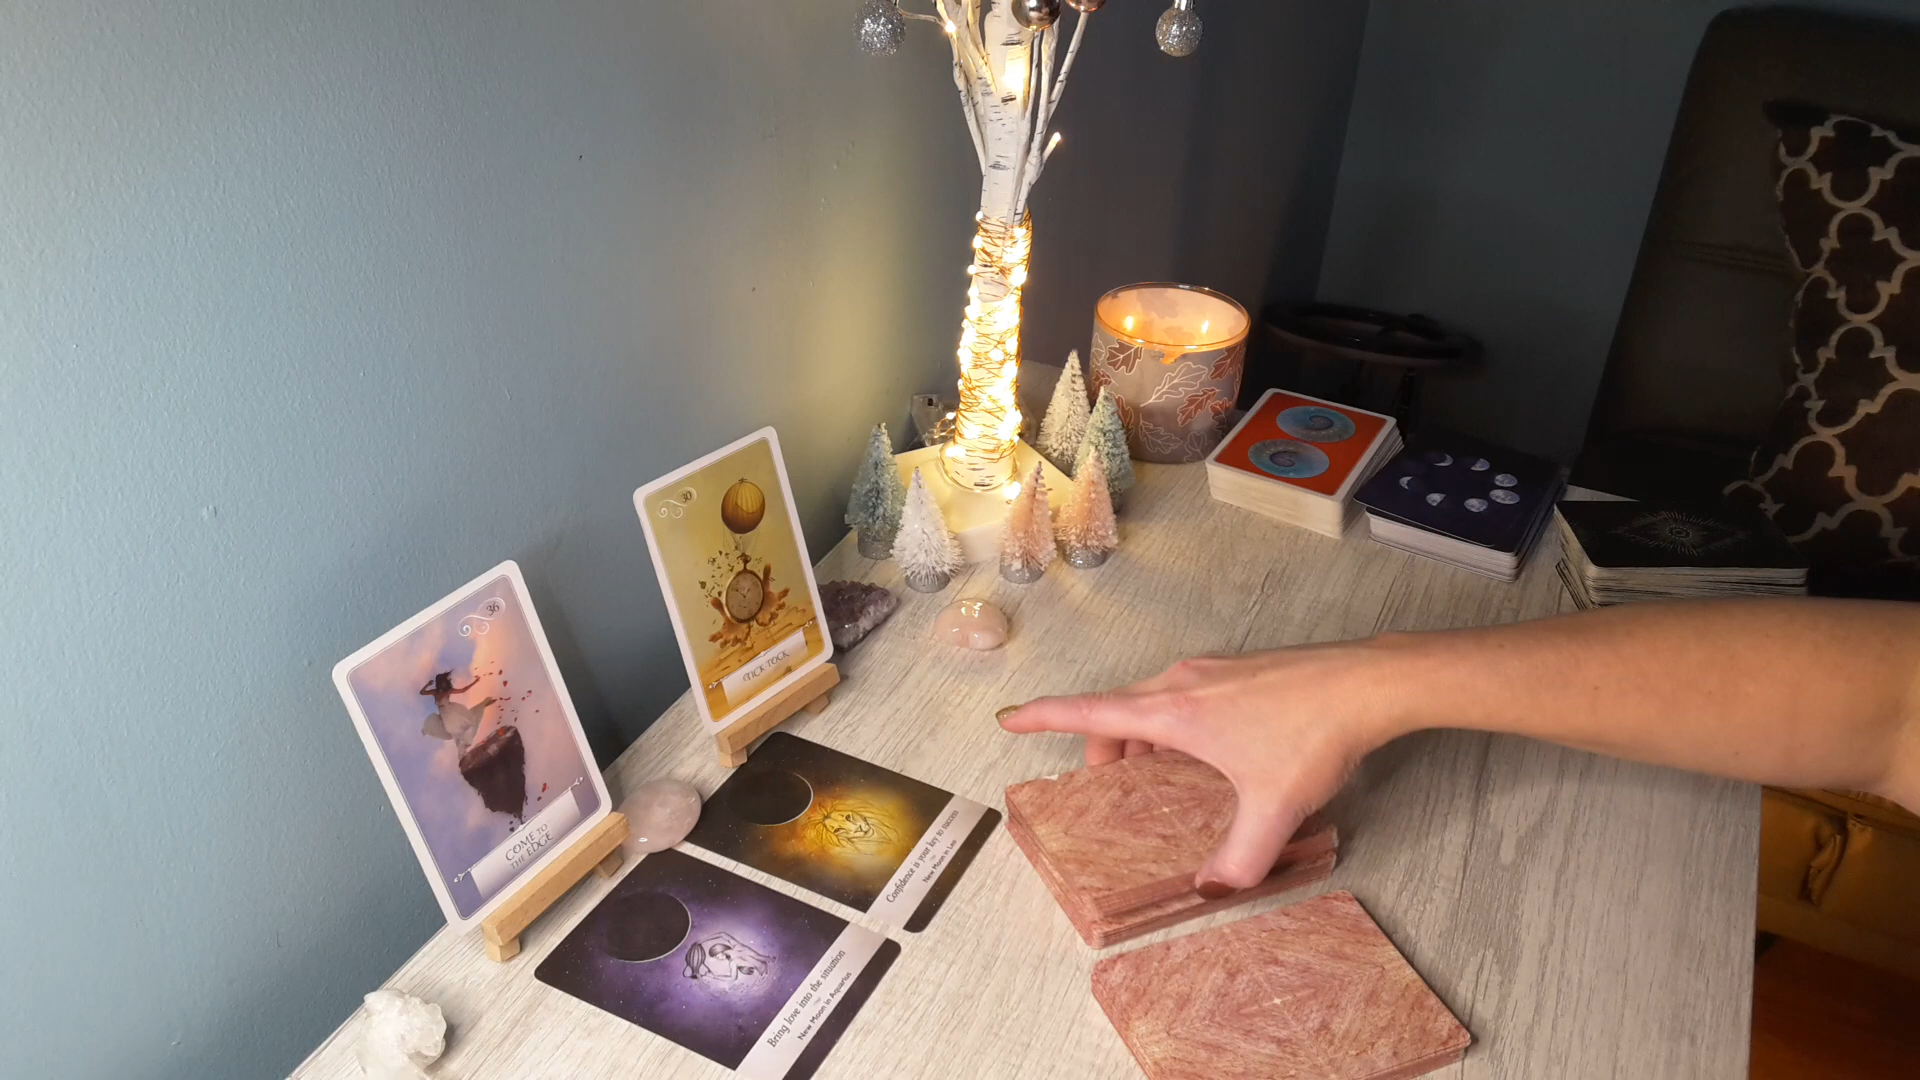 30
TICK-TOCK
36
COME TO
THE EDGE
Confidence is your key to success
New Moon in Leo
Bring love into the situation
New Moon in Aquarius